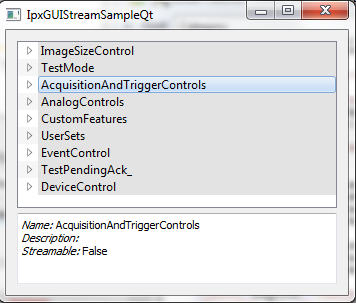 IpxGUIStreamSampleQt
ImageSizeControl
TestMode
AcquisitionAndTriggerControls
AnalogControls
CustomFeatures
UserSets
EventControl
TestPendingAck_
DeviceControl
Name: AcquisitionAndTriggerControls
Description:
Streamable: False